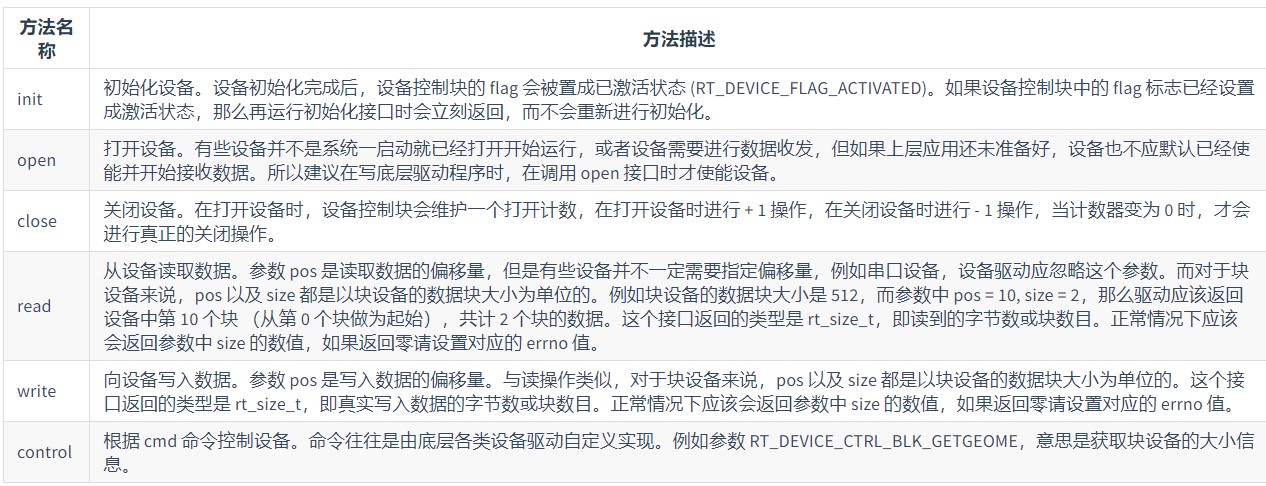 方法名
称
方法描述
init
初始化设备。设备初始化完成后，设备控制块的 flag 会被置成已激活状态 (RT_DEVICE_FLAG_ACTIVATED)。如果设备控制块中的 flag 标志已经设置
成激活状态，那么再运行初始化接口时会立刻返回，而不会重新进行初始化。
open
打开设备。有些设备并不是系统一启动就已经打开开始运行，或者设备需要进行数据收发，但如果上层应用还未准备好，设备也不应默认已经使
能并开始接收数据。所以建议在写底层驱动程序时，在调用 open 接口时才使能设备。
close
关闭设备。在打开设备时，设备控制块会维护一个打开计数，在打开设备时进行 + 1 操作，在关闭设备时进行 - 1 操作，当计数器变为 0 时，才会
进行真正的关闭操作。
read
从设备读取数据。参数 pos 是读取数据的偏移量，但是有些设备并不一定需要指定偏移量，例如串口设备，设备驱动应忽略这个参数。而对于块
设备来说，pos 以及 size 都是以块设备的数据块大小为单位的。例如块设备的数据块大小是 512，而参数中 pos = 10, size = 2，那么驱动应该返回
设备中第 10 个块 （从第 0 个块做为起始），共计 2 个块的数据。这个接口返回的类型是 rt_size_t，即读到的字节数或块数目。正常情况下应该
会返回参数中 size 的数值，如果返回零请设置对应的 errno 值。
write
向设备写入数据。参数 pos 是写入数据的偏移量。与读操作类似，对于块设备来说，pos 以及 size 都是以块设备的数据块大小为单位的。这个接
口返回的类型是 rt_size_t，即真实写入数据的字节数或块数目。正常情况下应该会返回参数中 size 的数值，如果返回零请设置对应的 errno 值。
control
根据 cmd 命令控制设备。命令往往是由底层各类设备驱动自定义实现。例如参数 RT_DEVICE_CTRL_BLK_GETGEOME，意思是获取块设备的大小信
息。